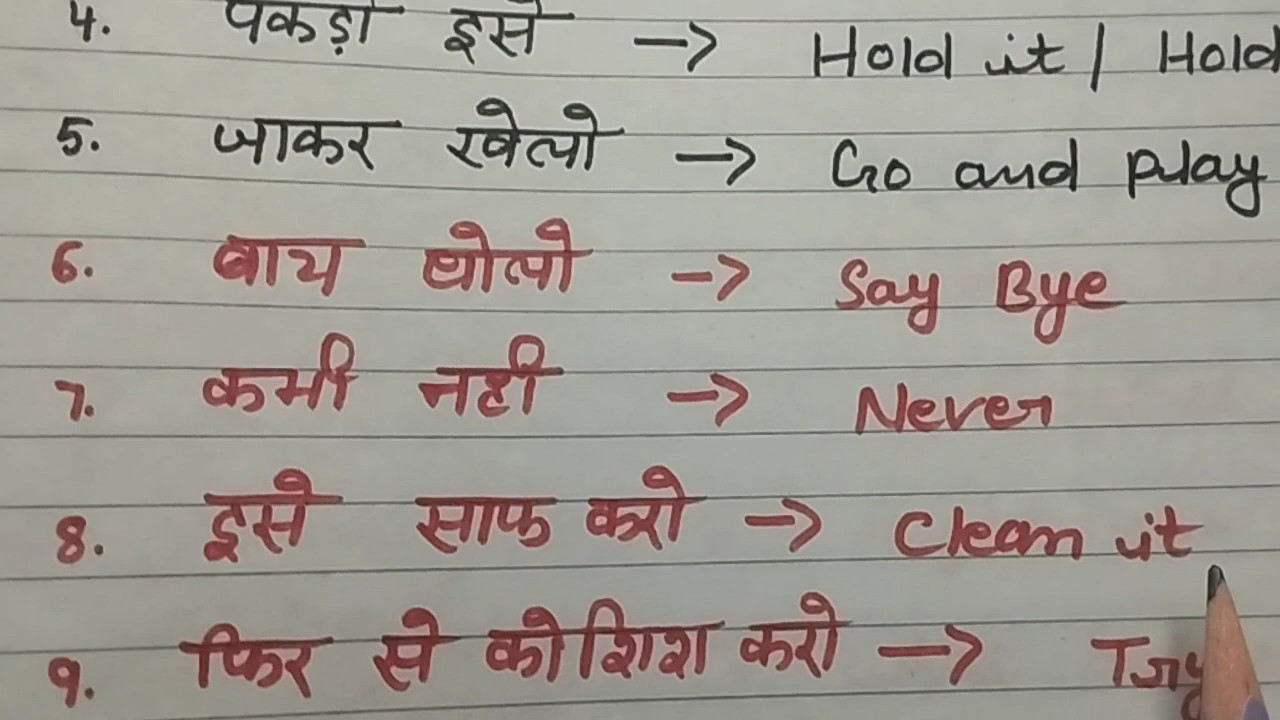 4. पकड़ो इसे -> Hold it / Hold
5. जाकर खेलो -> Go and play
6. बाय बोलो -> Say Bye
7. कभी नही -> Never
8. इसे साफ करो -> Clean it
9. फिर से कोशिश करो -> Try